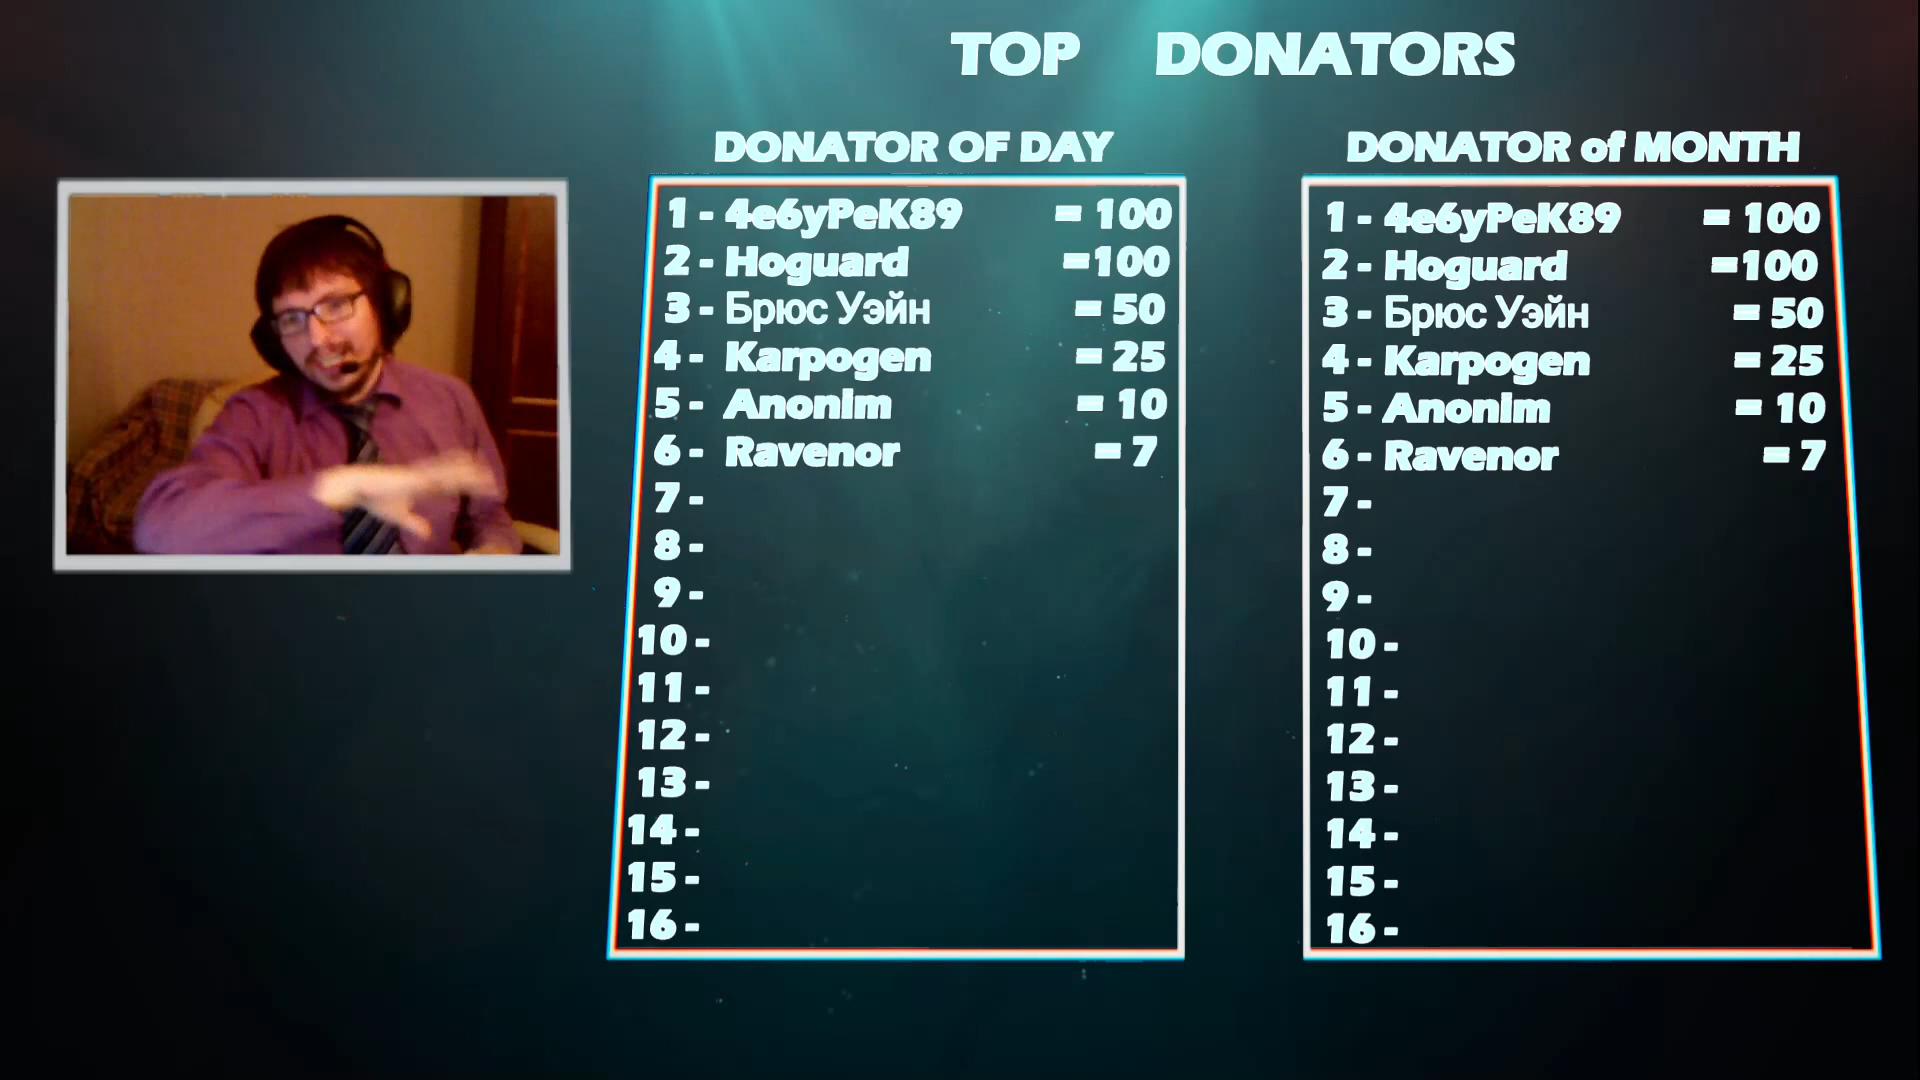 TOP DONATORS
DONATOR OF DAY
1 - 4e6yPeK89 = 100
2 - Hoguard =100
3 - Брюс Уэйн = 50
4 - Karpogen = 25
5 - Anonim = 10
6 - Ravenor = 7
7 -
8 -
9 -
10 -
11 -
12 -
13 -
14 -
15 -
16 -
DONATOR of MONTH
1 - 4e6yPeK89 = 100
2 - Hoguard =100
3 - Брюс Уэйн = 50
4 - Karpogen = 25
5 - Anonim = 10
6 - Ravenor = 7
7 -
8 -
9 -
10 -
11 -
12 -
13 -
14 -
15 -
16 -